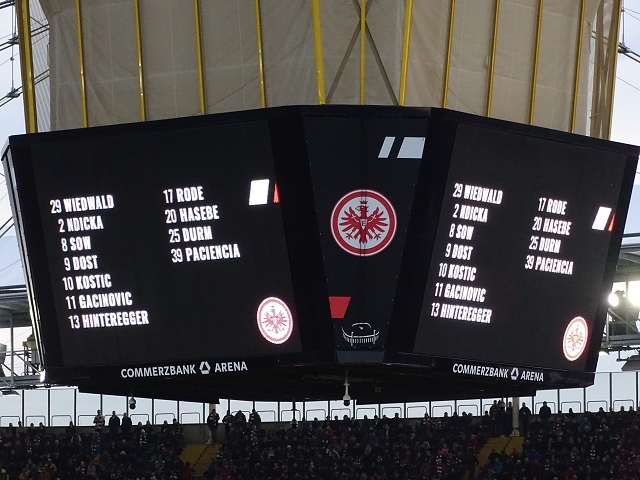 29 WIEDWALD
2 NDICKA
8 SOW
9 DOST
10 KOSTIC
11 GACINOVIC
13 HINTEREGGER
17 RODE
20 HASEBE
25 DURM
39 PACIENCIA
COMMERZBANK ARENA
29 WIEDWALD
2 NDICKA
8 SOW
9 DOST
10 KOSTIC
11 GACINOVIC
13 HINTEREGGER
17 RODE
20 HASEBE
25 DURM
39 PACIENCIA
COMMERZBANK ARENA